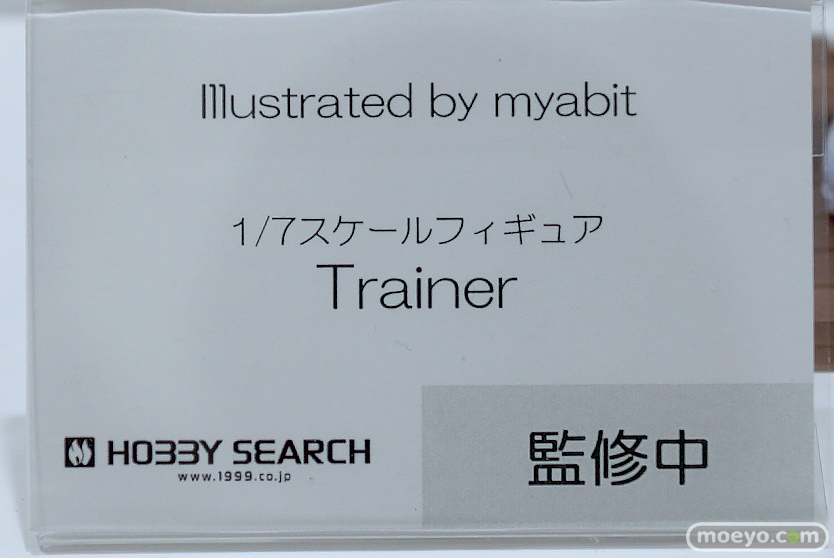 Illustrated by myabit
1/7スケールフィギュア
Trainer
HOBBY SEARCH
www.1999.co.jp
監修中
moeyo.com